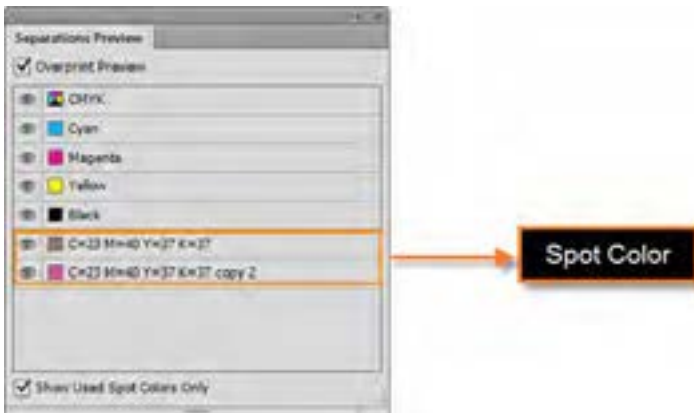 Separations Preview
Overprint Preview
CMYK
Cyan
Magenta
Yellow
Black
C=23 M=40 Y=37 K=37
C=23 M=40 Y=37 K=37 copy 2
Spot Color
Show Used Spot Colors Only